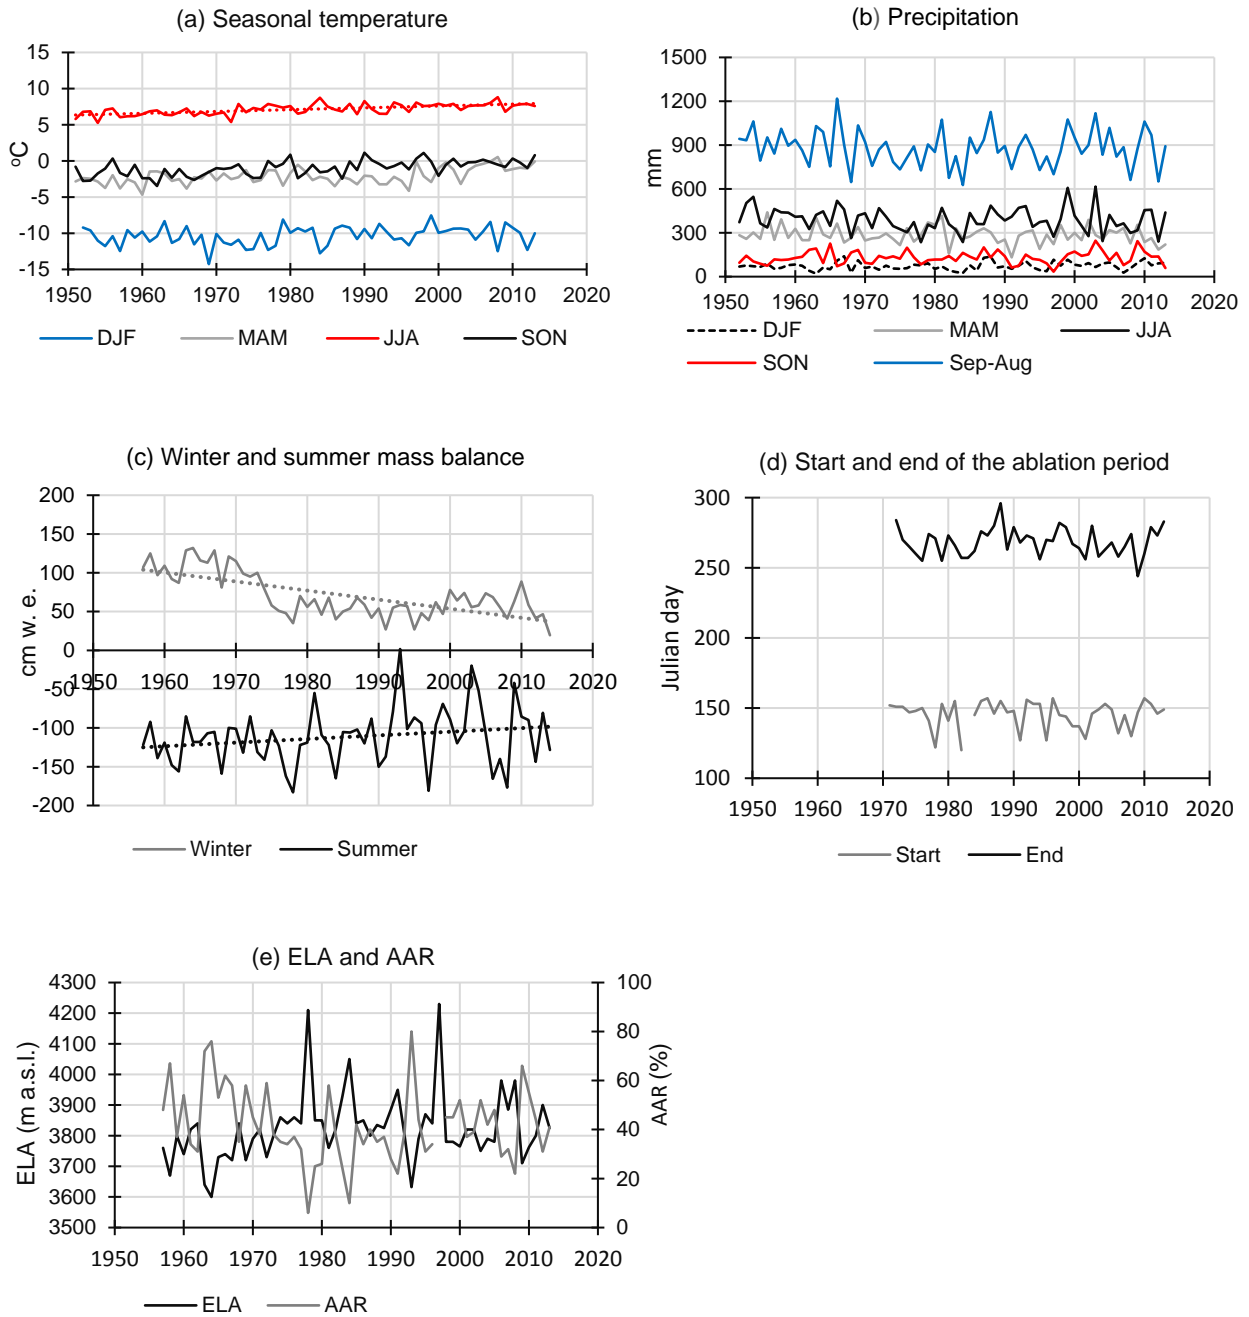 (a) Seasonal temperature
15
10
5
0
-5
-10
-15
ºC
1950 1960 1970 1980 1990 2000 2010 2020
DJF MAM JJA SON
(b) Precipitation
1500
1200
900
600
300
0
mm
1950 1960 1970 1980 1990 2000 2010 2020
DJF MAM JJA
SON Sep-Aug
(c) Winter and summer mass balance
200
150
100
50
0
-50
-100
-150
-200
cm w. e.
1950 1960 1970 1980 1990 2000 2010 2020
Winter Summer
(d) Start and end of the ablation period
300
250
200
150
100
Julian day
1950 1960 1970 1980 1990 2000 2010 2020
Start End
(e) ELA and AAR
4300
4200
4100
4000
3900
3800
3700
3600
3500
ELA (m a.s.l.)
100
80
60
40
20
0
AAR (%)
1950 1960 1970 1980 1990 2000 2010 2020
ELA AAR